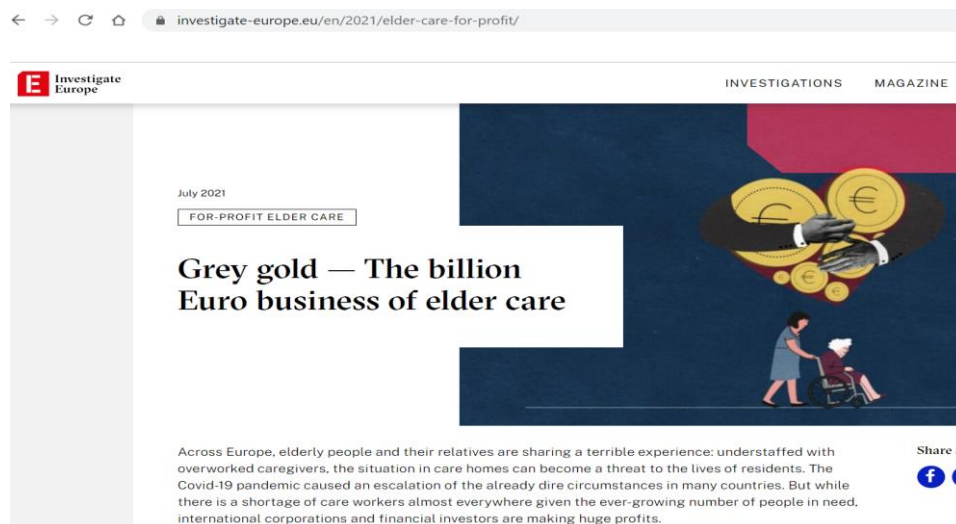 investigate-europe.eu/en/2021/elder-care-for-profit/
Investigate
Europe
INVESTIGATIONS MAGAZINE
July 2021
FOR-PROFIT ELDER CARE
Grey gold — The billion
Euro business of elder care
Across Europe, elderly people and their relatives are sharing a terrible experience: understaffed with
overworked caregivers, the situation in care homes can become a threat to the lives of residents. The
Covid-19 pandemic caused an escalation of the already dire circumstances in many countries. But while
there is a shortage of care workers almost everywhere given the ever-growing number of people in need,
international corporations and financial investors are making huge profits.
Share